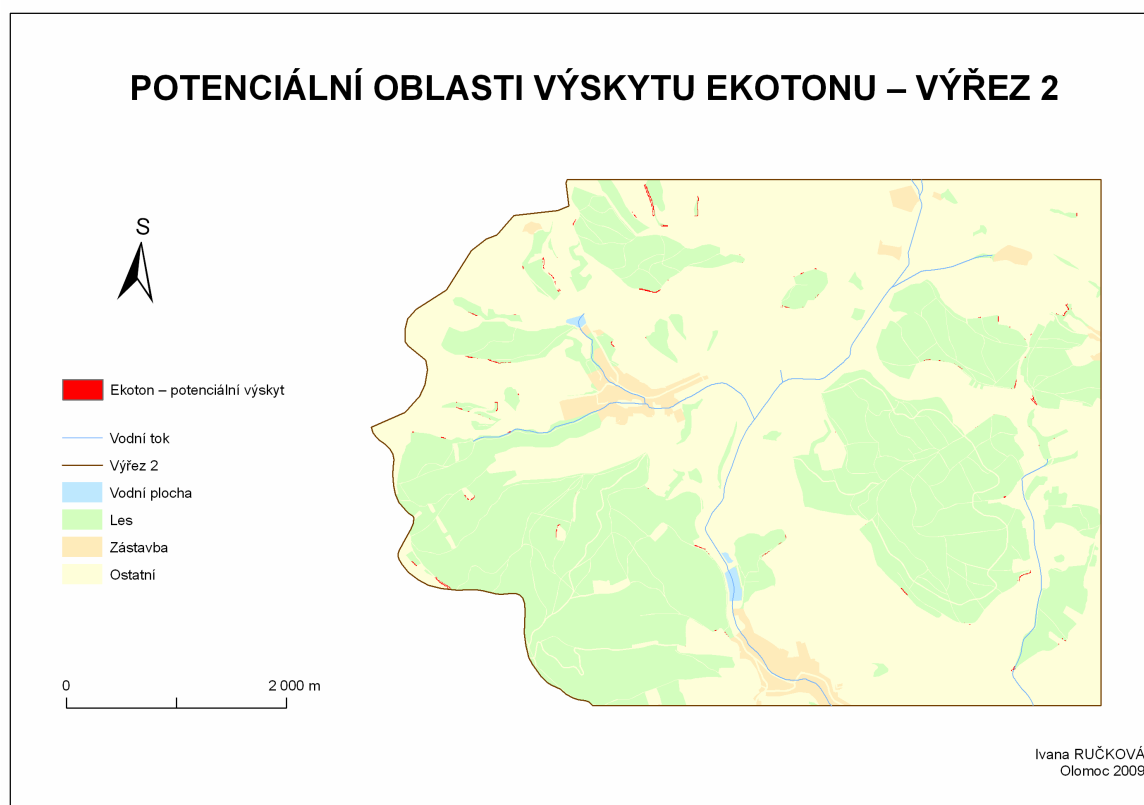 POTENCIÁLNÍ OBLASTI VÝSKYTU EKOTONU – VÝŘEZ 2
S
Ekoton – potenciální výskyt
Vodní tok
Výřez 2
Vodní plocha
Les
Zástavba
Ostatní
0 2 000 m
Ivana RUČKOVÁ
Olomoc 2009